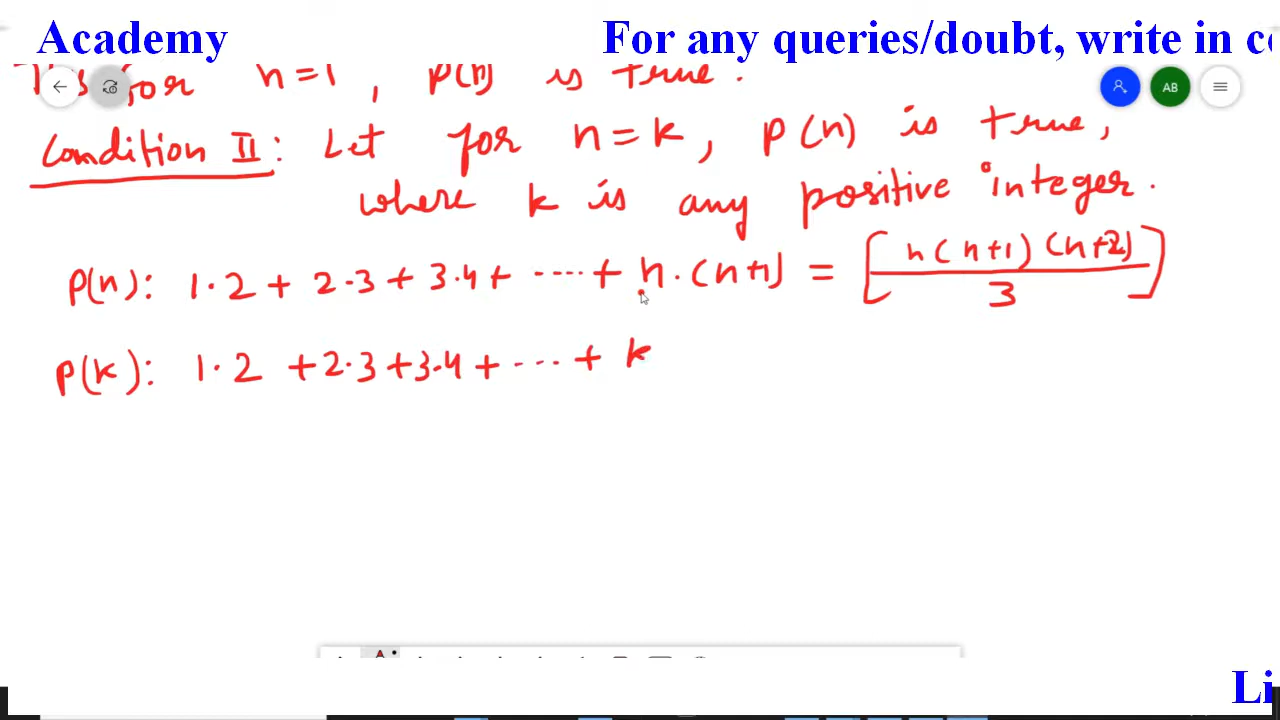 Academy For any queries/doubt, write in co
for n=1, P(n) is true.
Condition II: Let for n=k, P(n) is true,
where k is any positive integer.
P(n): 1·2 + 2·3 + 3·4 + ····· + n·(n+1) = [n(n+1)(n+2)/3]
P(k): 1·2 +2·3+3·4+ ····· + k
AB
Li